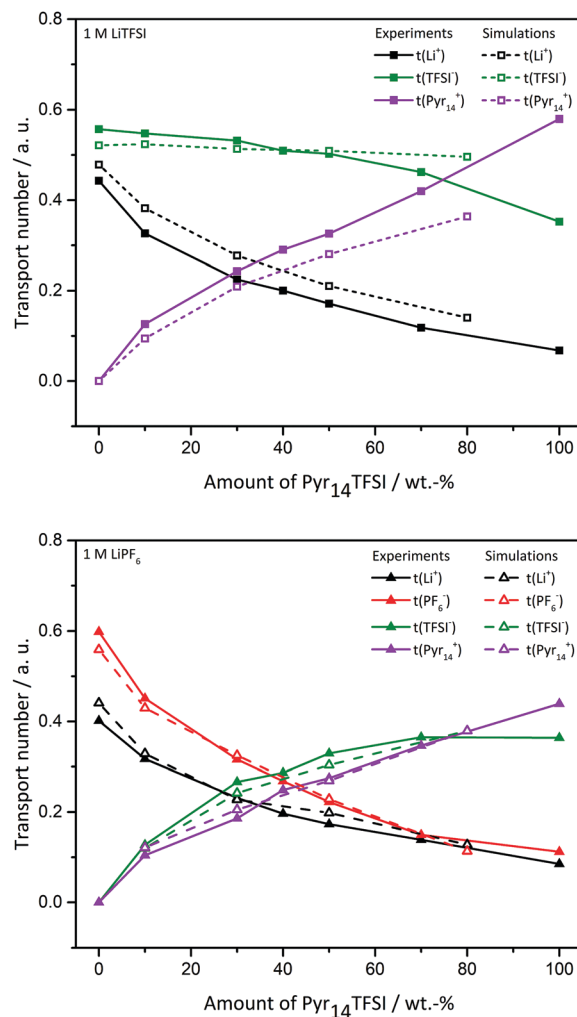 1 M LiTFSI
Experiments Simulations
t(Li⁺) t(Li⁺)
t(TFSI⁻) t(TFSI⁻)
t(Pyr₁₄⁺) t(Pyr₁₄⁺)
Transport number / a. u.
0.8
0.6
0.4
0.2
0.0
0 20 40 60 80 100
Amount of Pyr₁₄TFSI / wt.-%
1 M LiPF₆
Experiments Simulations
t(Li⁺) t(Li⁺)
t(PF₆⁻) t(PF₆⁻)
t(TFSI⁻) t(TFSI⁻)
t(Pyr₁₄⁺) t(Pyr₁₄⁺)
Transport number / a. u.
0.8
0.6
0.4
0.2
0.0
0 20 40 60 80 100
Amount of Pyr₁₄TFSI / wt.-%